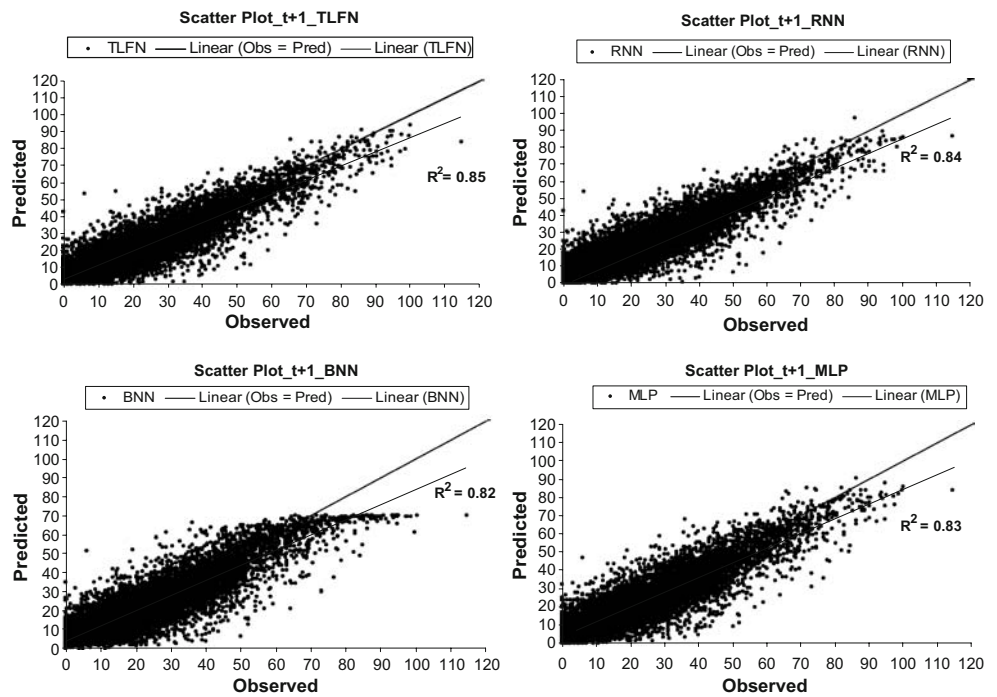 Scatter Plot_t+1_TLFN
TLFN Linear (Obs = Pred) Linear (TLFN)
120
110
100
90
80
70
60
50
40
30
20
10
0
Predicted
R²= 0.85
0 10 20 30 40 50 60 70 80 90 100 110 120
Observed
Scatter Plot_t+1_RNN
RNN Linear (Obs = Pred) Linear (RNN)
120
110
100
90
80
70
60
50
40
30
20
10
0
Predicted
R²= 0.84
0 10 20 30 40 50 60 70 80 90 100 110 120
Observed
Scatter Plot_t+1_BNN
BNN Linear (Obs = Pred) Linear (BNN)
120
110
100
90
80
70
60
50
40
30
20
10
0
Predicted
R² = 0.82
0 10 20 30 40 50 60 70 80 90 100 110 120
Observed
Scatter Plot_t+1_MLP
MLP Linear (Obs = Pred) Linear (MLP)
120
110
100
90
80
70
60
50
40
30
20
10
0
Predicted
R² = 0.83
0 10 20 30 40 50 60 70 80 90 100 110 120
Observed